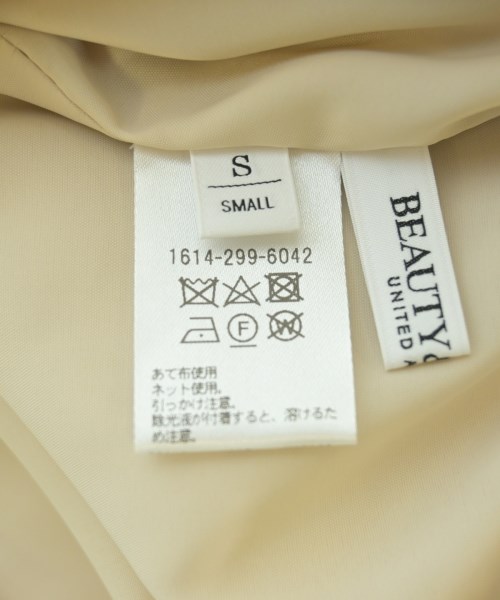 S
SMALL
1614-299-6042
F
W
あて布使用
ネット使用。
引っかけ注意。
除光液が付着すると、溶けるた
め注意。
BEAUTY &
UNITED A